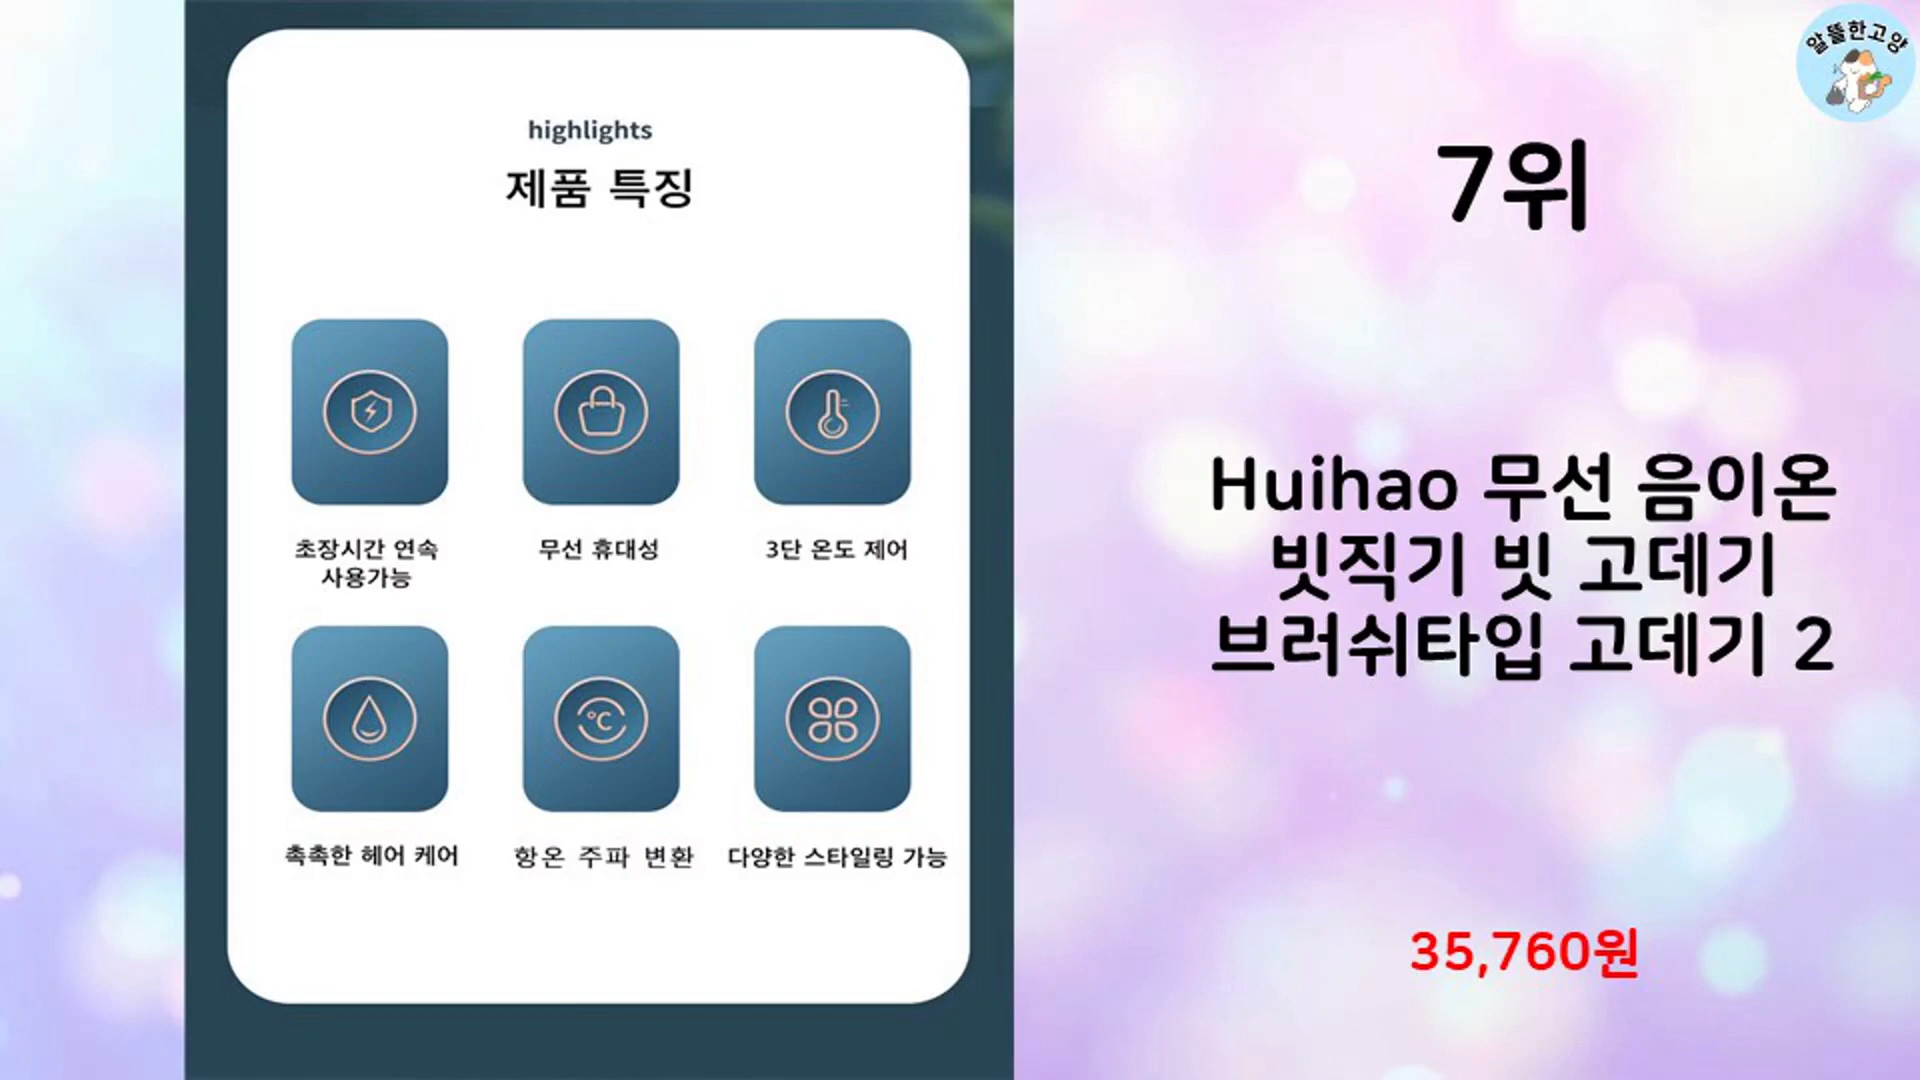 highlights
제품 특징
초장시간 연속
사용가능
무선 휴대성
3단 온도 제어
촉촉한 헤어 케어
항온 주파 변환
다양한 스타일링 가능
°C
알뜰한고양
7위
Huihao 무선 음이온
빗직기 빗 고데기
브러쉬타입 고데기 2
35,760원